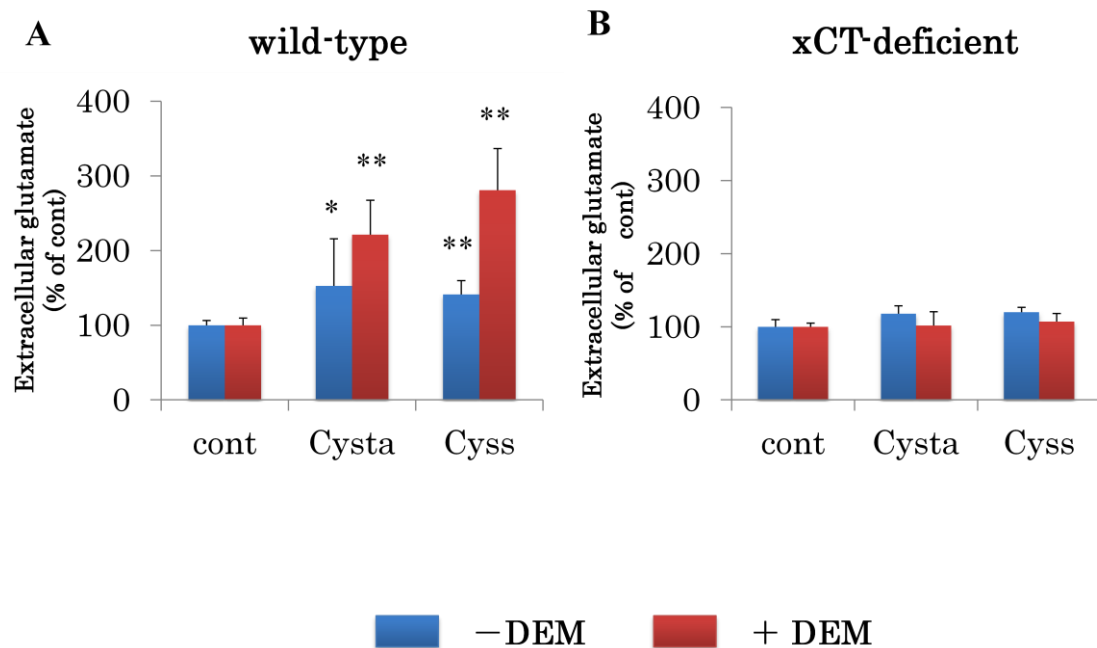 A
wild-type
Extracellular glutamate
(% of cont)
400
300
200
100
0
*
**
**
**
cont Cysta Cyss
B
xCT-deficient
Extracellular glutamate
(% of cont)
400
300
200
100
0
cont Cysta Cyss
−DEM
+ DEM